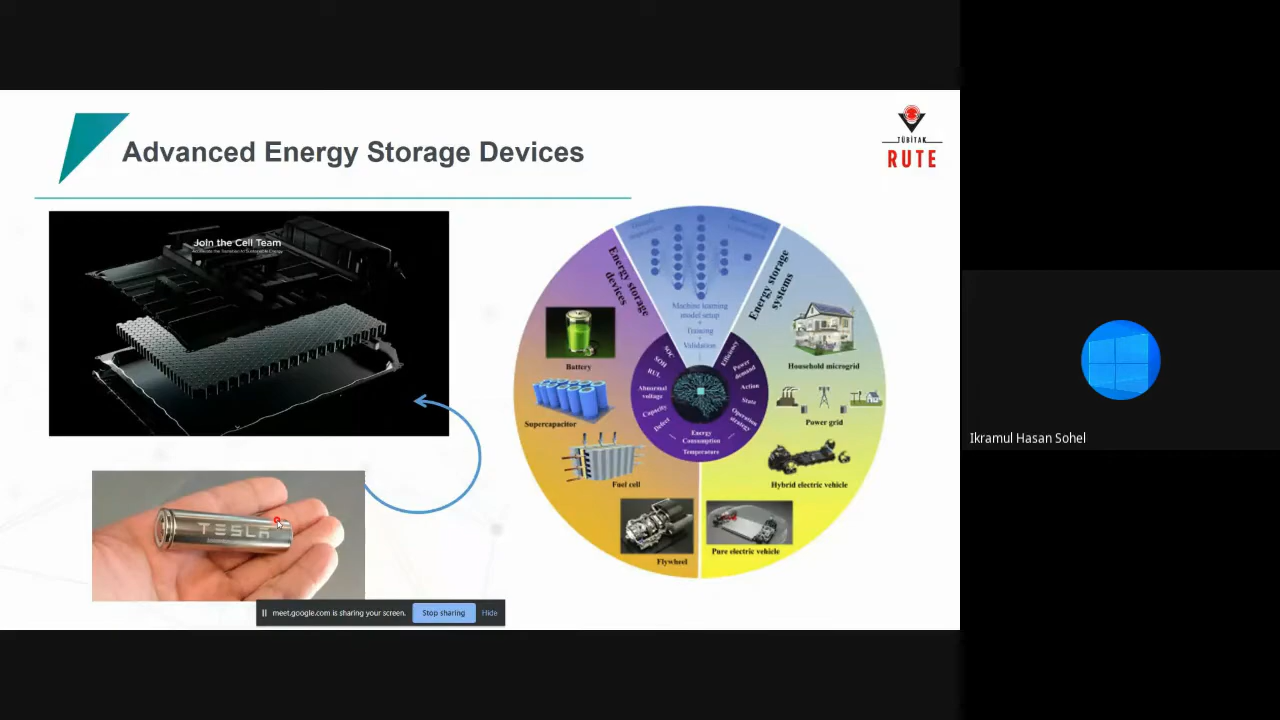 Advanced Energy Storage Devices
TÜBİTAK
RUTE
Join the Cell Team
Energy storage
devices
Energy storage
systems
Machine learning
model setup
+
Training
+
Validation
SOC
SOH
RUL
Abnormal
voltage
Capacity
Defect
Energy
Consumption
Temperature
Efficiency
Power
demand
Action
State
Operation
strategy
Battery
Supercapacitor
Fuel cell
Flywheel
Household microgrid
Power grid
Hybrid electric vehicle
Pure electric vehicle
TESLA
meet.google.com is sharing your screen.
Stop sharing
Hide
Ikramul Hasan Sohel